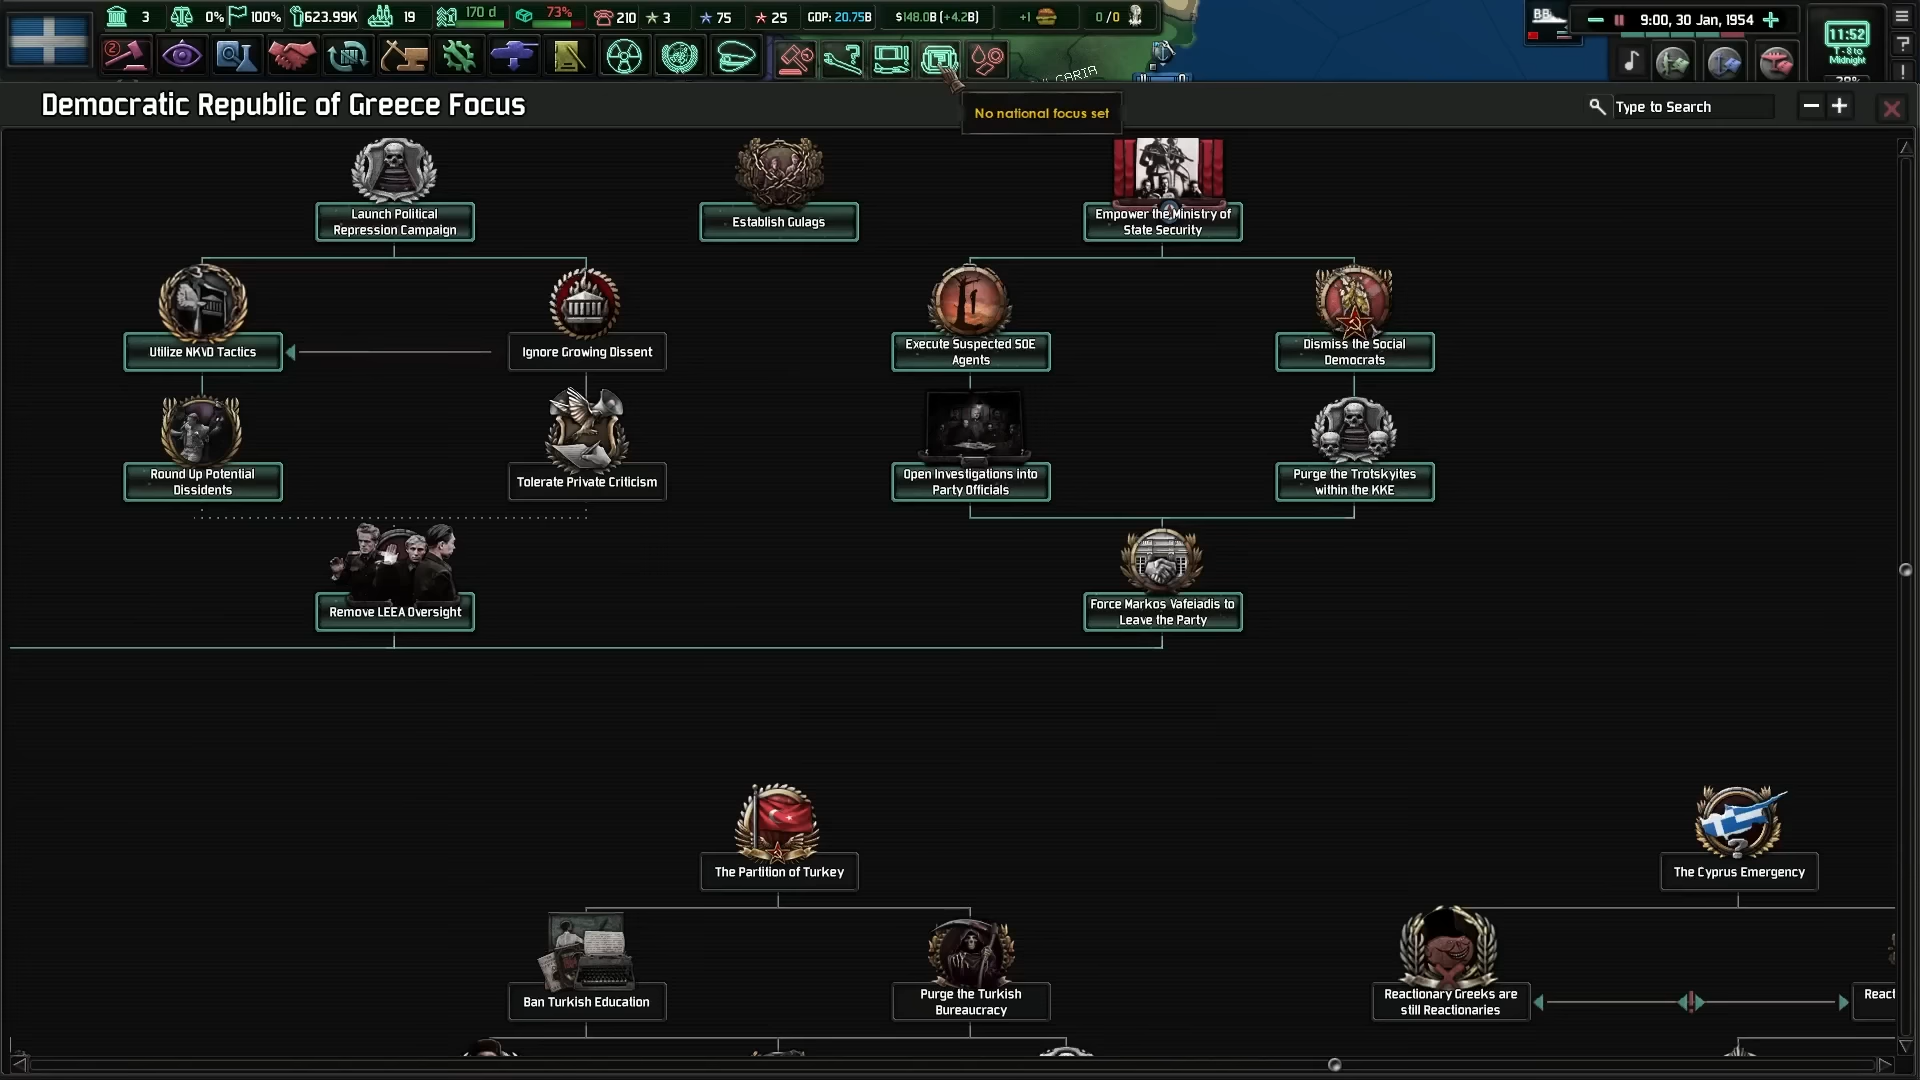 3
0%
100%
623.99K
19
170 d
73%
210
3
75
25
GDP: 20.75B
$148.0B (+4.2B)
+1
0/0
BB
9:00, 30 Jan, 1954
11:52
T-8 to
Midnight
Democratic Republic of Greece Focus
No national focus set
Type to Search
Launch Political
Repression Campaign
Establish Gulags
Empower the Ministry of
State Security
Utilize NKVD Tactics
Ignore Growing Dissent
Execute Suspected SOE
Agents
Dismiss the Social
Democrats
Round Up Potential
Dissidents
Tolerate Private Criticism
Open Investigations into
Party Officials
Purge the Trotskyites
within the KKE
Remove LEEA Oversight
Force Markos Vafeiadis to
Leave the Party
The Partition of Turkey
The Cyprus Emergency
Ban Turkish Education
Purge the Turkish
Bureaucracy
Reactionary Greeks are
still Reactionaries
React